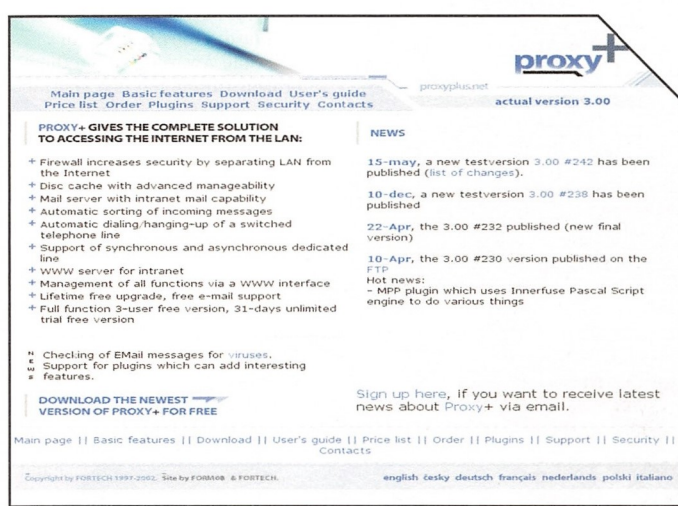 proxy+
proxyplus.net
Main page Basic features Download User's guide
Price list Order Plugins Support Security Contacts
actual version 3.00
PROXY+ GIVES THE COMPLETE SOLUTION
TO ACCESSING THE INTERNET FROM THE LAN:
+ Firewall increases security by separating LAN from
the Internet
+ Disc cache with advanced manageability
+ Mail server with intranet mail capability
+ Automatic sorting of incoming messages
+ Automatic dialing/hanging-up of a switched
telephone line
+ Support of synchronous and asynchronous dedicated
line
+ WWW server for intranet
+ Management of all functions via a WWW interface
+ Lifetime free upgrade, free e-mail support
+ Full function 3-user free version, 31-days unlimited
trial free version
NEWS
Checking of EMail messages for viruses.
Support for plugins which can add interesting
features.
DOWNLOAD THE NEWEST
VERSION OF PROXY+ FOR FREE
NEWS
15-may, a new testversion 3.00 #242 has been
published (list of changes).
10-dec, a new testversion 3.00 #238 has been
published
22-Apr, the 3.00 #232 published (new final
version)
10-Apr, the 3.00 #230 version published on the
FTP
Hot news:
- MPP plugin which uses Innerfuse Pascal Script
engine to do various things
Sign up here, if you want to receive latest
news about Proxy+ via email.
Main page || Basic features || Download || User's guide || Price list || Order || Plugins || Support || Security ||
Contacts
Copyright by FORTECH 1997-2002. Site by FORM@ & FORTECH.
english česky deutsch français nederlands polski italiano